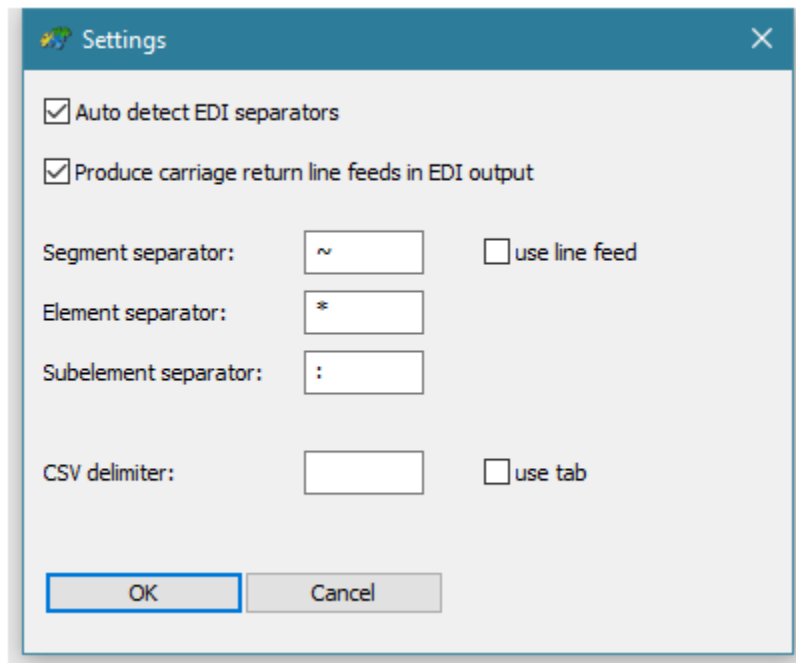 Settings
Auto detect EDI separators
Produce carriage return line feeds in EDI output
Segment separator: ~ use line feed
Element separator: *
Subelement separator: :
CSV delimiter: use tab
OK Cancel